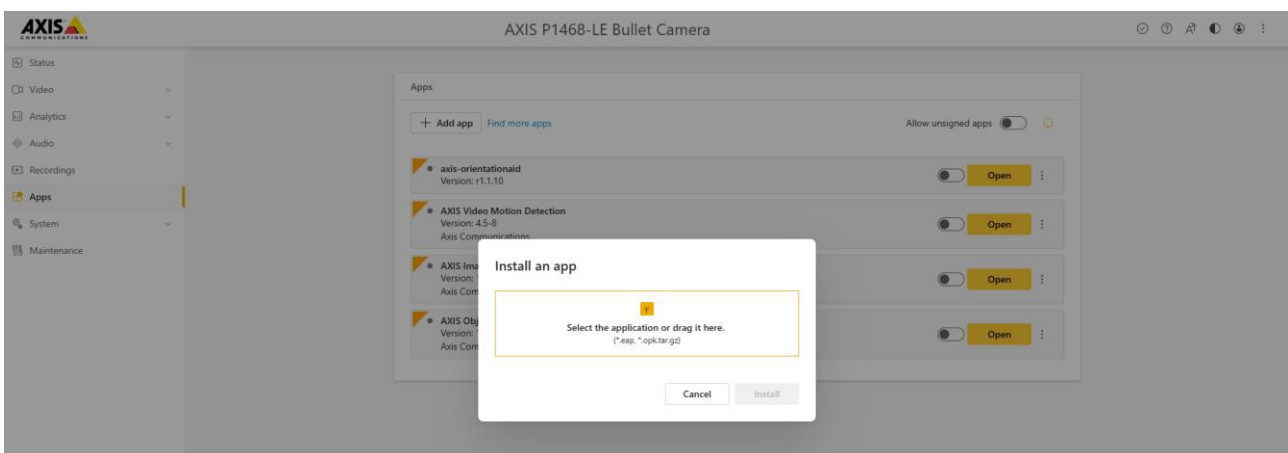 AXIS
COMMUNICATIONS
AXIS P1468-LE Bullet Camera
Status
Video
Analytics
Audio
Recordings
Apps
System
Maintenance
Apps
+ Add app
Find more apps
Allow unsigned apps
axis-orientationaid
Version: r1.1.10
Open
AXIS Video Motion Detection
Version: 4.5-8
Axis Communications
Open
AXIS Ima
Version:
Axis Com
Open
AXIS Obj
Version:
Axis Com
Open
Install an app
Select the application or drag it here.
(*.eap, *.opk.tar.gz)
Cancel
Install